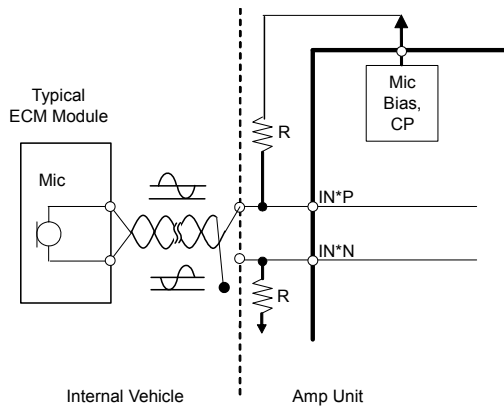 Typical
ECM Module
Mic
Mic
Bias,
CP
R
IN*P
IN*N
R
Internal Vehicle
Amp Unit